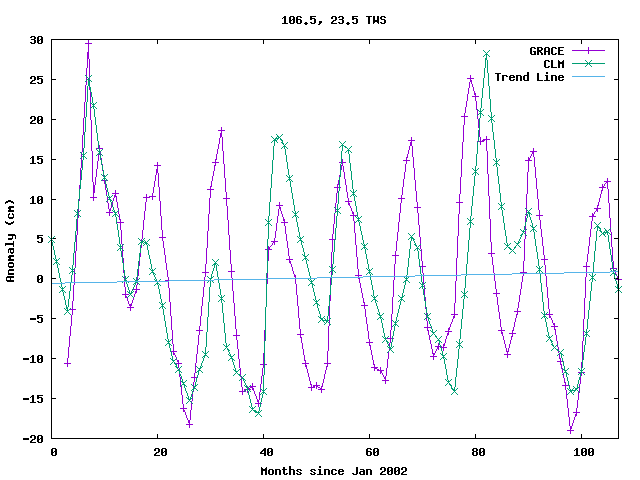 106.5, 23.5 TWS
GRACE
CLM
Trend Line
Anomaly (cm)
30
25
20
15
10
5
0
-5
-10
-15
-20
0 20 40 60 80 100
Months since Jan 2002